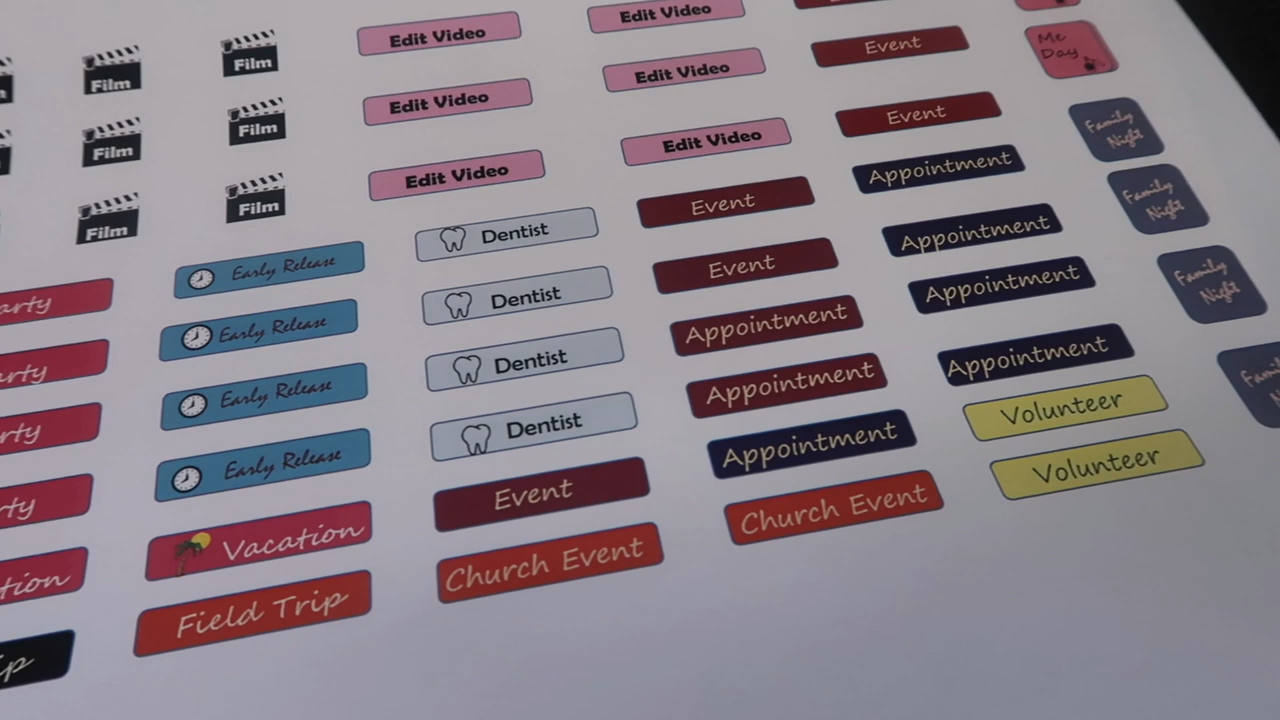 Film
Film
Edit Video
Edit Video
Event
Me
Day
Film
Film
Edit Video
Edit Video
Event
Family
Night
Film
Film
Edit Video
Edit Video
Appointment
Family
Night
Early Release
Dentist
Event
Appointment
Family
Night
Early Release
Dentist
Event
Appointment
Early Release
Dentist
Appointment
Appointment
Early Release
Dentist
Appointment
Volunteer
Vacation
Event
Appointment
Volunteer
Field Trip
Church Event
Church Event